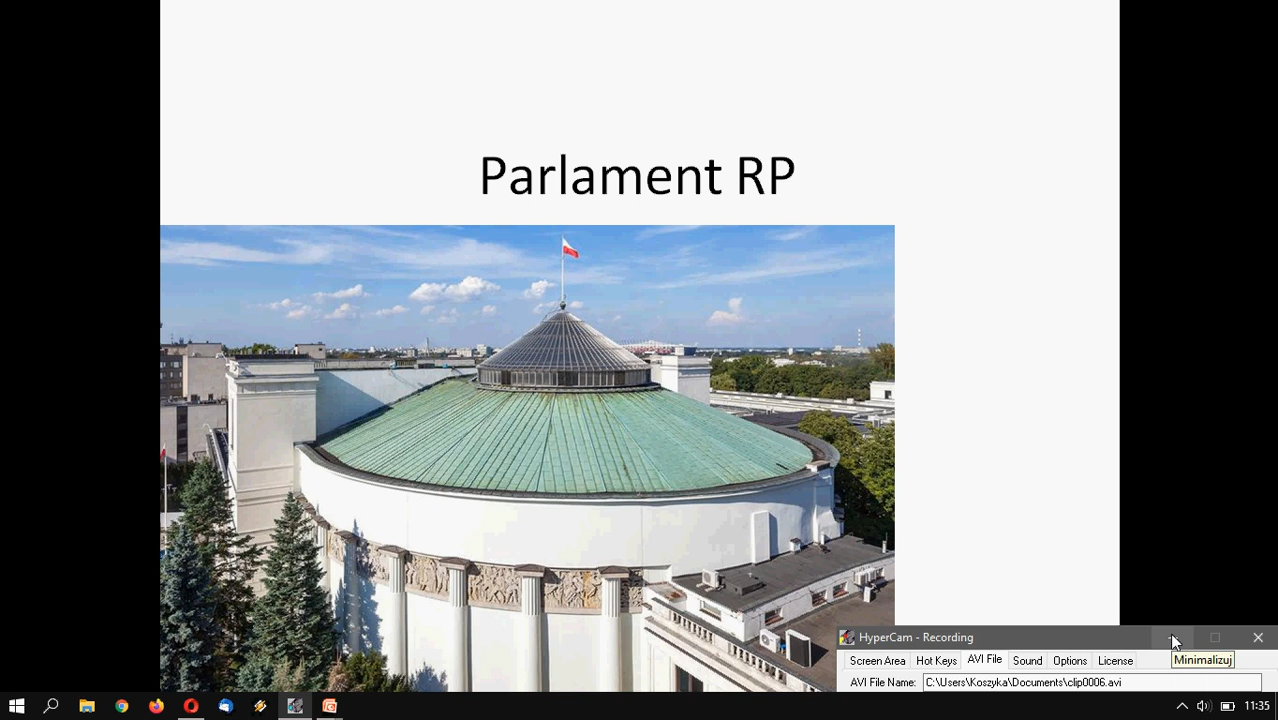 Parlament RP
HyperCam - Recording
Screen Area Hot Keys AVI File Sound Options License
Minimalizuj
AVI File Name: C:\Users\Koszyka\Documents\clip0006.avi
11:35